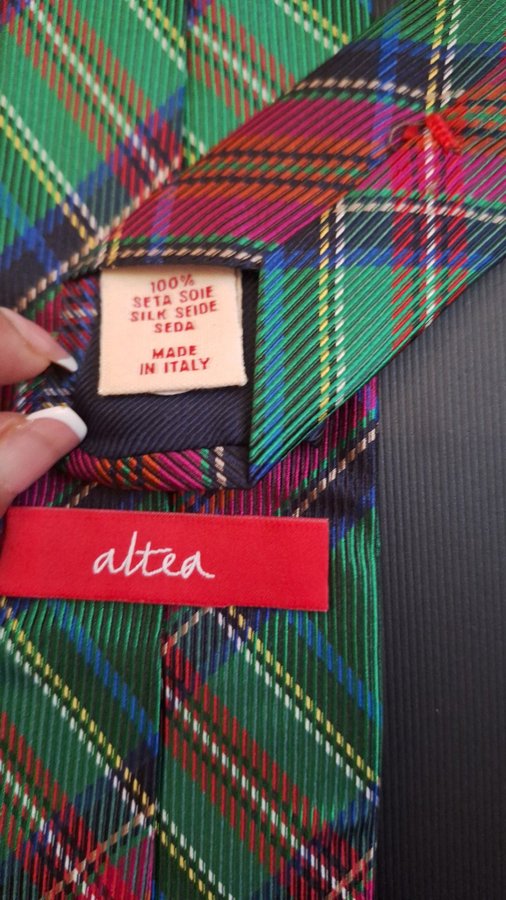 100%
SETA SOIE
SILK SEIDE
SEDA
MADE
IN ITALY
altea